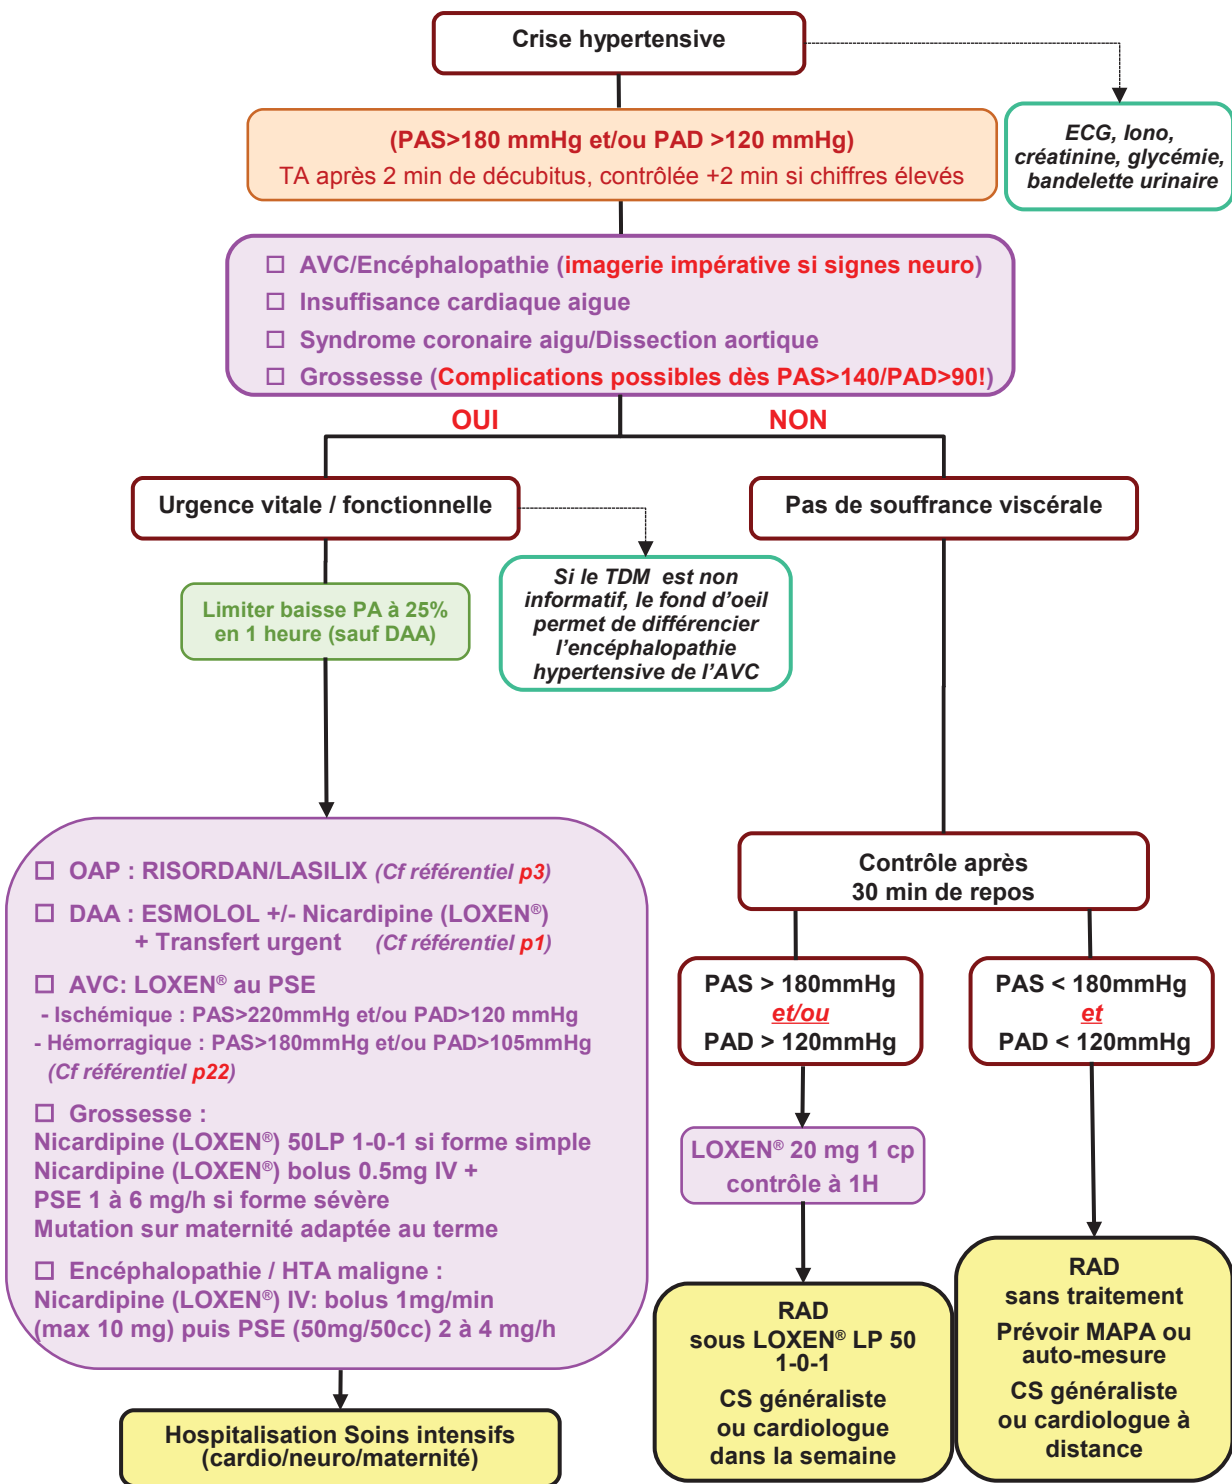 Crise hypertensive
(PAS>180 mmHg et/ou PAD >120 mmHg)
TA après 2 min de décubitus, contrôlée +2 min si chiffres élevés
ECG, Iono,
créatinine, glycémie,
bandelette urinaire
☐ AVC/Encéphalopathie (imagerie impérative si signes neuro)
☐ Insuffisance cardiaque aigue
☐ Syndrome coronaire aigu/Dissection aortique
☐ Grossesse (Complications possibles dès PAS>140/PAD>90!)
OUI
NON
Urgence vitale / fonctionnelle
Pas de souffrance viscérale
Limiter baisse PA à 25%
en 1 heure (sauf DAA)
Si le TDM est non
informatif, le fond d'oeil
permet de différencier
l'encéphalopathie
hypertensive de l'AVC
☐ OAP : RISORDAN/LASILIX (Cf référentiel p3)
☐ DAA : ESMOLOL +/- Nicardipine (LOXEN®)
+ Transfert urgent (Cf référentiel p1)
☐ AVC: LOXEN® au PSE
- Ischémique : PAS>220mmHg et/ou PAD>120 mmHg
- Hémorragique : PAS>180mmHg et/ou PAD>105mmHg
(Cf référentiel p22)
☐ Grossesse :
Nicardipine (LOXEN®) 50LP 1-0-1 si forme simple
Nicardipine (LOXEN®) bolus 0.5mg IV +
PSE 1 à 6 mg/h si forme sévère
Mutation sur maternité adaptée au terme
☐ Encéphalopathie / HTA maligne :
Nicardipine (LOXEN®) IV: bolus 1mg/min
(max 10 mg) puis PSE (50mg/50cc) 2 à 4 mg/h
Hospitalisation Soins intensifs
(cardio/neuro/maternité)
Contrôle après
30 min de repos
PAS > 180mmHg
et/ou
PAD > 120mmHg
PAS < 180mmHg
et
PAD < 120mmHg
LOXEN® 20 mg 1 cp
contrôle à 1H
RAD
sous LOXEN® LP 50
1-0-1
CS généraliste
ou cardiologue
dans la semaine
RAD
sans traitement
Prévoir MAPA ou
auto-mesure
CS généraliste
ou cardiologue à
distance